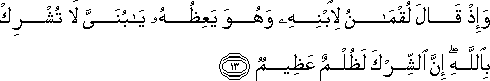 وَإِذْ قَالَ لُقْمَـٰنُ لِٱبْنِهِۦ وَهُوَ يَعِظُهُۥ يَـٰبُنَىَّ لَا تُشْرِكْ
بِٱللَّهِ ۖ إِنَّ ٱلشِّرْكَ لَظُلْمٌ عَظِيمٌ ١٣